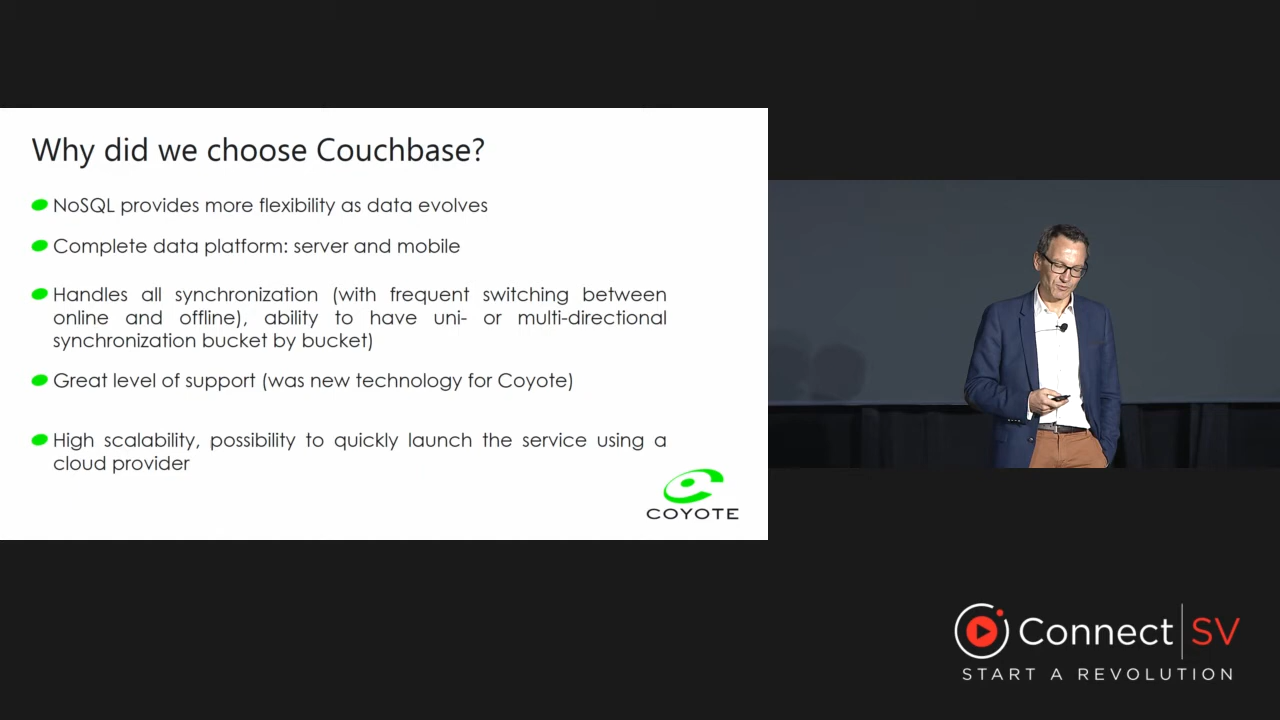 Why did we choose Couchbase?
NoSQL provides more flexibility as data evolves
Complete data platform: server and mobile
Handles all synchronization (with frequent switching between
online and offline), ability to have uni- or multi-directional
synchronization bucket by bucket)
Great level of support (was new technology for Coyote)
High scalability, possibility to quickly launch the service using a
cloud provider
COYOTE
Connect SV
START A REVOLUTION